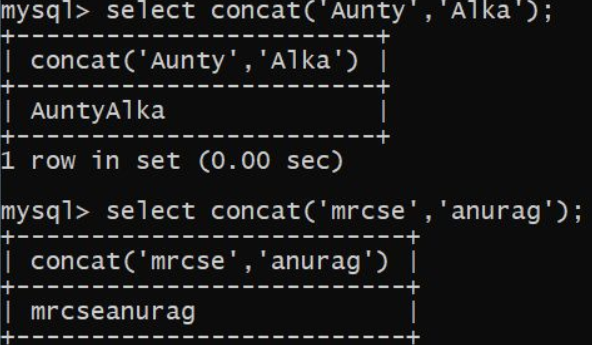 mysql> select concat('Aunty','Alka');
+-----------------------+
| concat('Aunty','Alka') |
+-----------------------+
| AuntyAlka              |
+-----------------------+
1 row in set (0.00 sec)
mysql> select concat('mrcse','anurag');
+-------------------------+
| concat('mrcse','anurag') |
+-------------------------+
| mrcseanurag              |
+-------------------------+